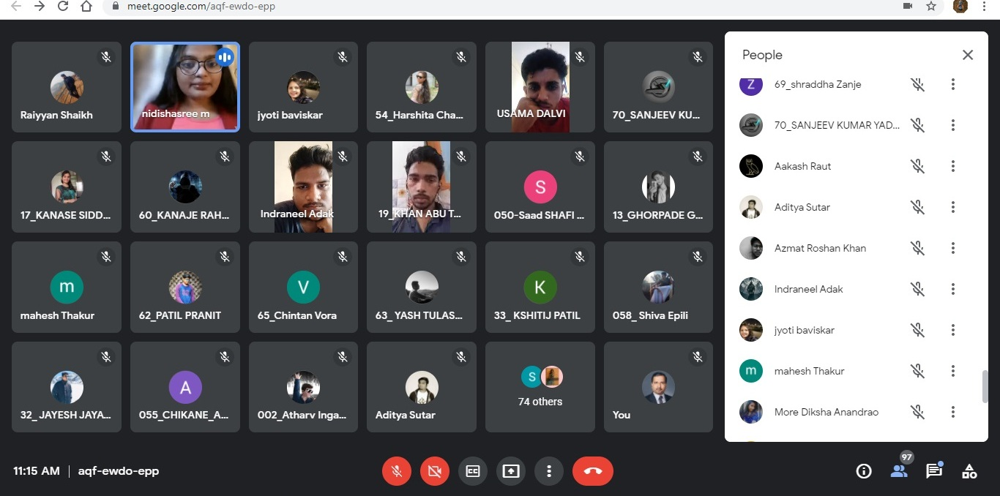 meet.google.com/aqf-ewdo-epp
Raiyyan Shaikh
nidishasree m
jyoti baviskar
54_Harshita Cha...
USAMA DALVI
70_SANJEEV KU...
17_KANASE SIDD...
60_KANAJE RAH...
Indraneel Adak
19_KHAN ABU T...
S
050-Saad SHAFI ...
13_GHORPADE G...
m
mahesh Thakur
62_PATIL PRANIT
V
65_Chintan Vora
63_ YASH TULAS...
K
33_ KSHITIJ PATIL
058_ Shiva Epili
32_ JAYESH JAYA...
A
055_CHIKANE_A...
002_Atharv Inga...
Aditya Sutar
S
74 others
You
People
Z
69_shraddha Zanje
70_SANJEEV KUMAR YAD...
Aakash Raut
Aditya Sutar
Azmat Roshan Khan
Indraneel Adak
jyoti baviskar
m
mahesh Thakur
More Diksha Anandrao
11:15 AM | aqf-ewdo-epp
97